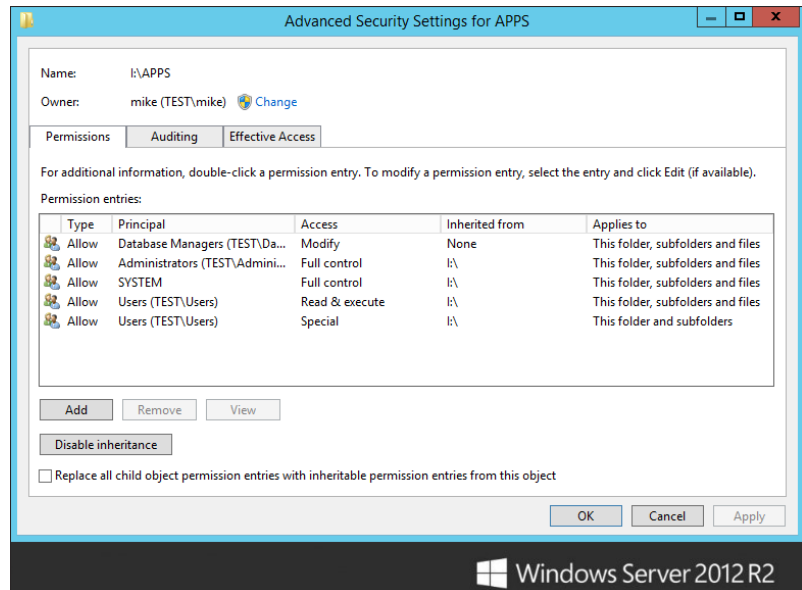 Advanced Security Settings for APPS
Name: I:\APPS
Owner: mike (TEST\mike) Change
Permissions Auditing Effective Access
For additional information, double-click a permission entry. To modify a permission entry, select the entry and click Edit (if available).
Permission entries:
Type Principal Access Inherited from Applies to
Allow Database Managers (TEST\Da... Modify None This folder, subfolders and files
Allow Administrators (TEST\Admini... Full control I:\ This folder, subfolders and files
Allow SYSTEM Full control I:\ This folder, subfolders and files
Allow Users (TEST\Users) Read & execute I:\ This folder, subfolders and files
Allow Users (TEST\Users) Special I:\ This folder and subfolders
Add Remove View
Disable inheritance
Replace all child object permission entries with inheritable permission entries from this object
OK Cancel Apply
Windows Server 2012 R2